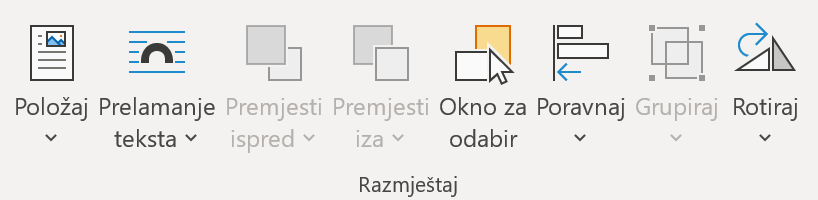 Položaj
Prelamanje
teksta
Premjesti
ispred
Premjesti
iza
Okno za
odabir
Poravnaj
Grupiraj
Rotiraj
Razmještaj